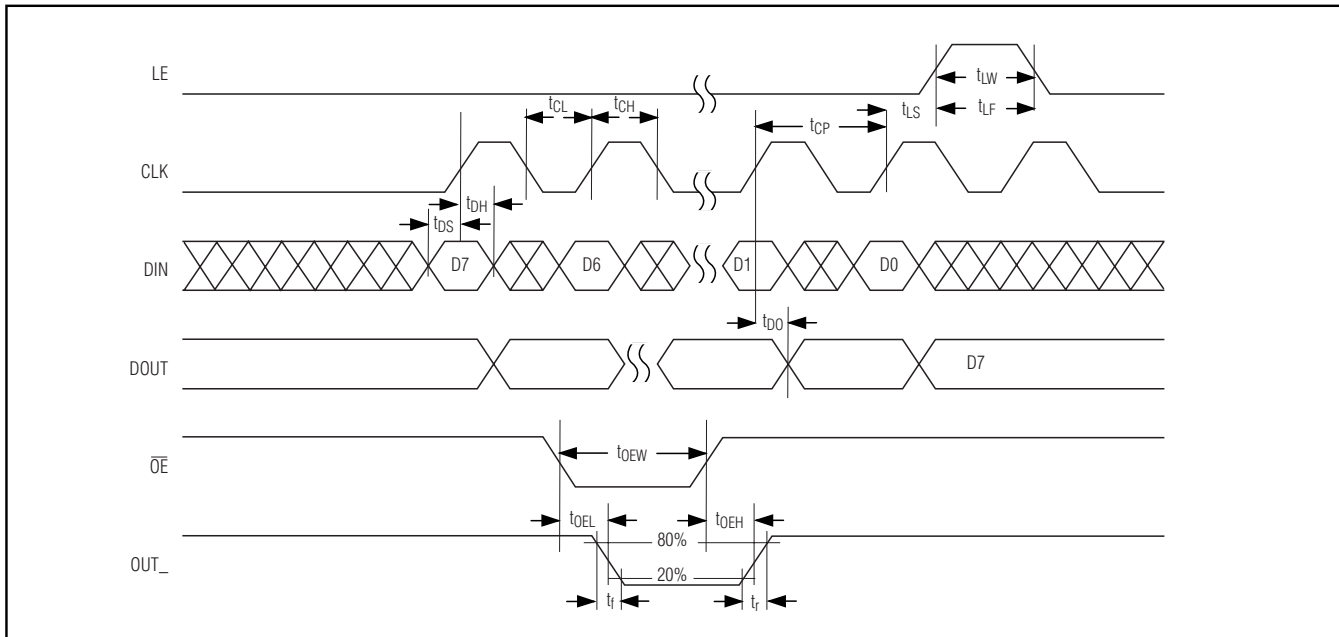 LE
tLW
tCL
tCH
tLS
tLF
tCP
CLK
tDH
tDS
DIN
D7
D6
D1
D0
tDO
DOUT
D7
OE
tOEW
tOEL
tOEH
80%
OUT_
20%
tf
tr